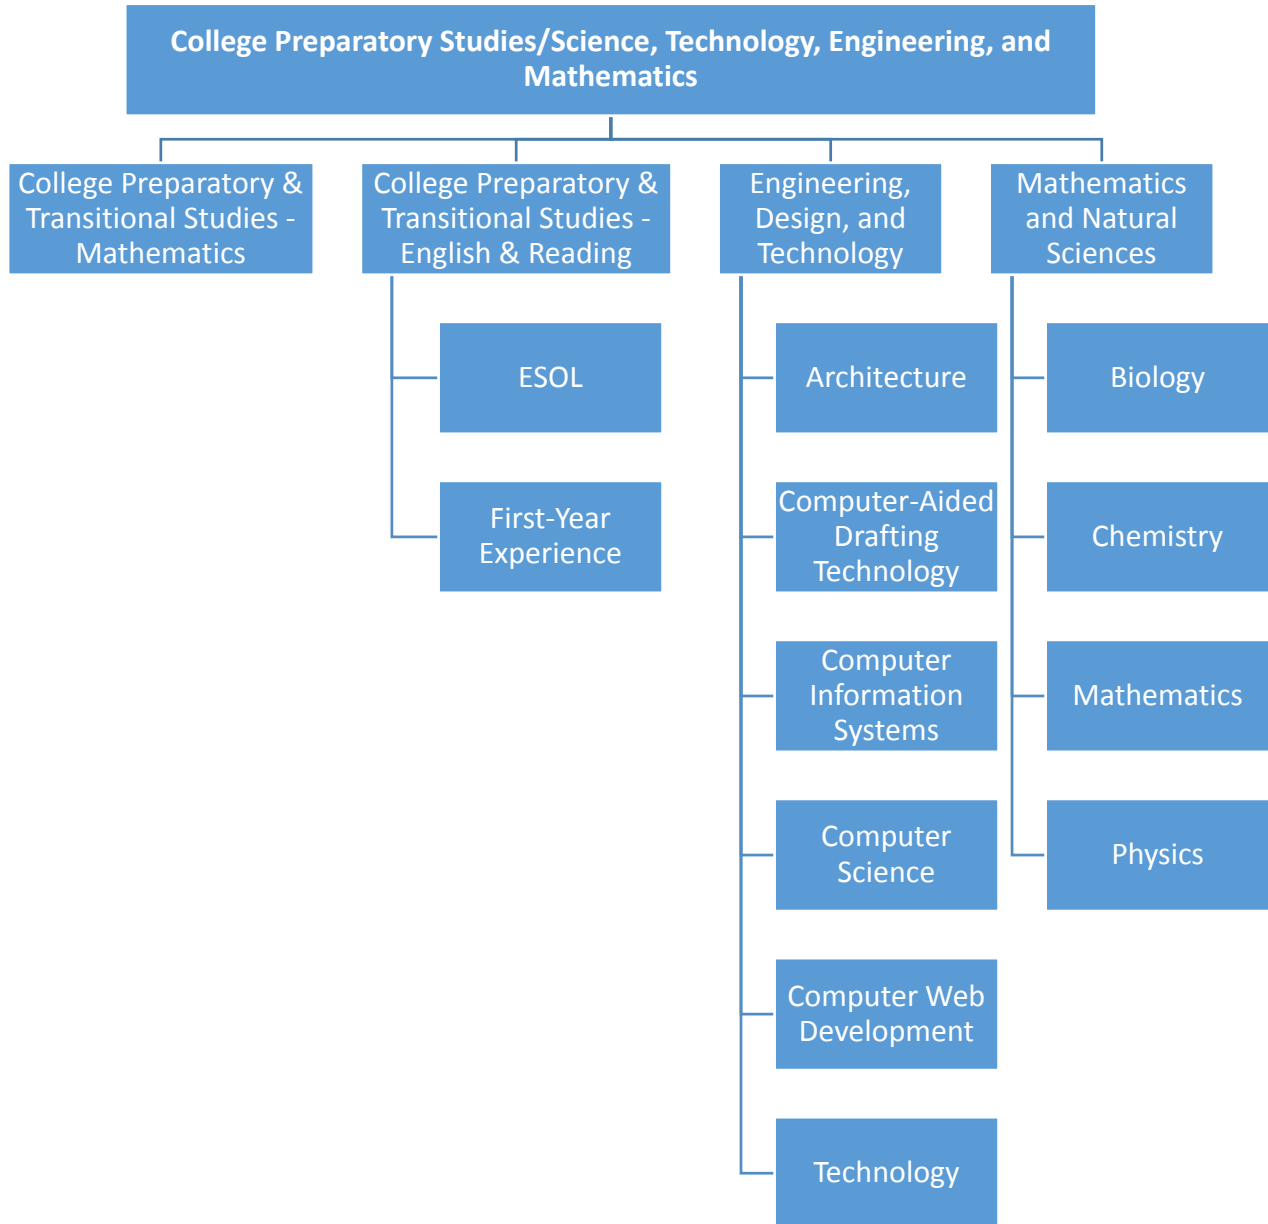 College Preparatory Studies/Science, Technology, Engineering, and
Mathematics
College Preparatory &
Transitional Studies -
Mathematics
College Preparatory &
Transitional Studies -
English & Reading
ESOL
First-Year
Experience
Engineering,
Design, and
Technology
Architecture
Computer-Aided
Drafting
Technology
Computer
Information
Systems
Computer
Science
Computer Web
Development
Technology
Mathematics
and Natural
Sciences
Biology
Chemistry
Mathematics
Physics